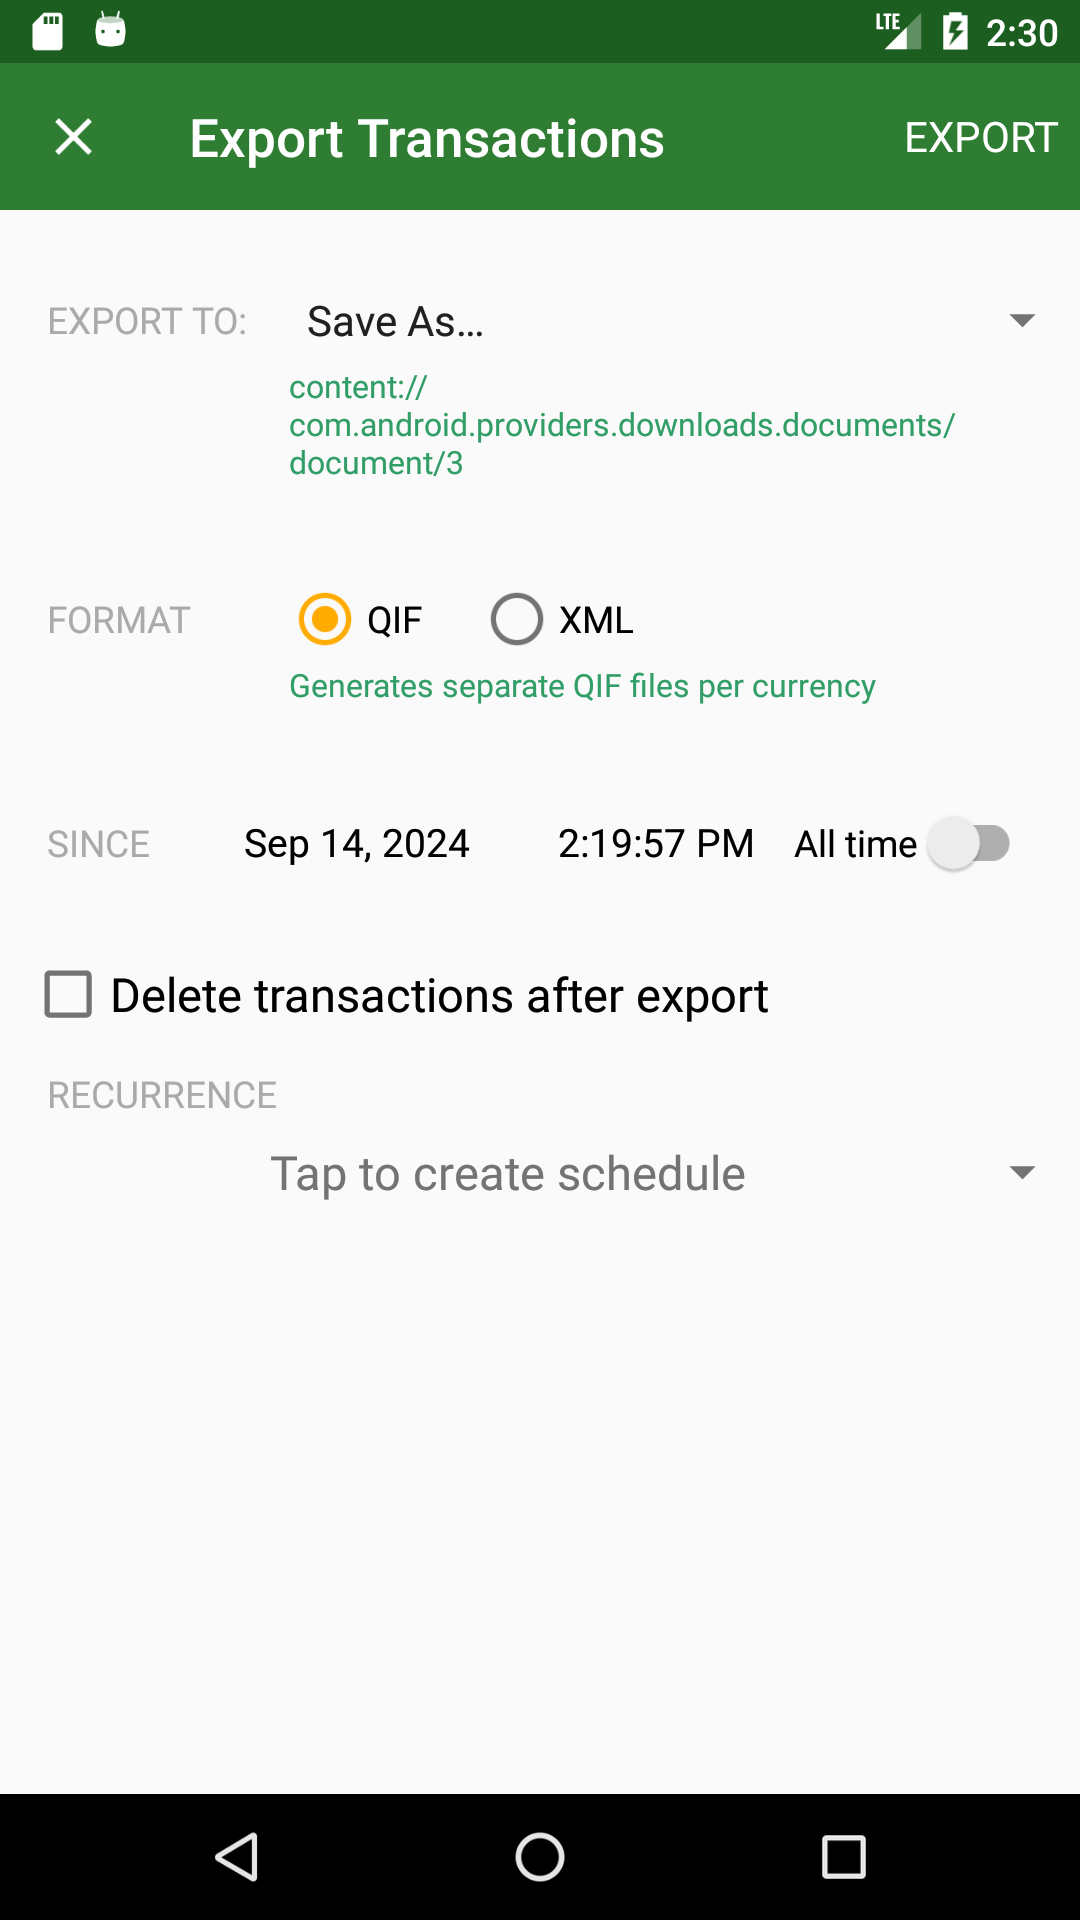 LTE 2:30
Export Transactions EXPORT
EXPORT TO: Save As...
content://
com.android.providers.downloads.documents/
document/3
FORMAT QIF XML
Generates separate QIF files per currency
SINCE Sep 14, 2024 2:19:57 PM All time
Delete transactions after export
RECURRENCE
Tap to create schedule